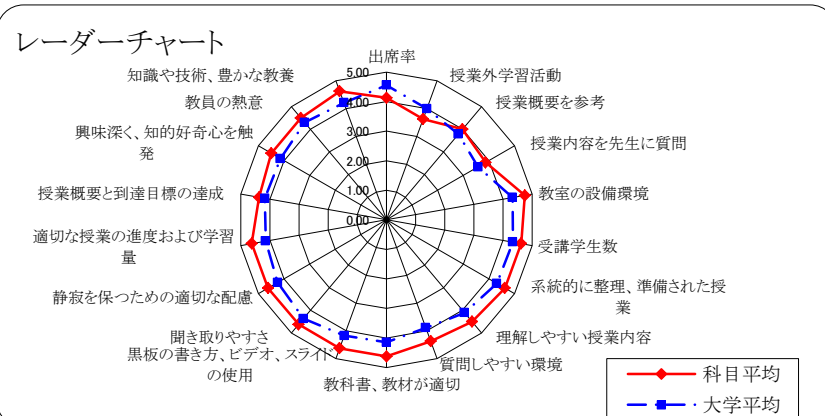 レーダーチャート
出席率
授業外学習活動
授業概要を参考
授業内容を先生に質問
教室の設備環境
受講学生数
系統的に整理、準備された授
業
理解しやすい授業内容
質問しやすい環境
教科書、教材が適切
黒板の書き方、ビデオ、スライド
の使用
聞き取りやすさ
静寂を保つための適切な配慮
適切な授業の進度および学習
量
授業概要と到達目標の達成
興味深く、知的好奇心を触
発
教員の熱意
知識や技術、豊かな教養
5.00
4.00
3.00
2.00
1.00
0.00
科目平均
大学平均